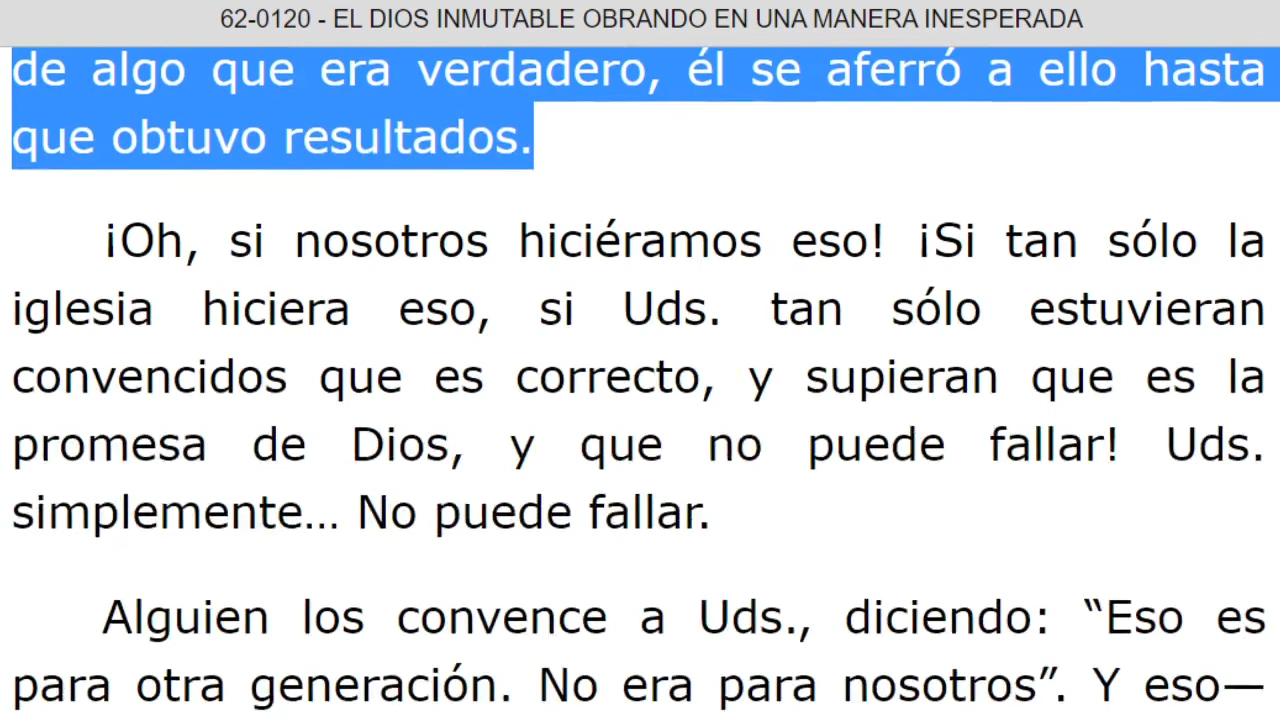 62-0120 - EL DIOS INMUTABLE OBRANDO EN UNA MANERA INESPERADA
de algo que era verdadero, él se aferró a ello hasta
que obtuvo resultados.
¡Oh, si nosotros hiciéramos eso! ¡Si tan sólo la
iglesia hiciera eso, si Uds. tan sólo estuvieran
convencidos que es correcto, y supieran que es la
promesa de Dios, y que no puede fallar! Uds.
simplemente… No puede fallar.
Alguien los convence a Uds., diciendo: “Eso es
para otra generación. No era para nosotros”. Y eso—